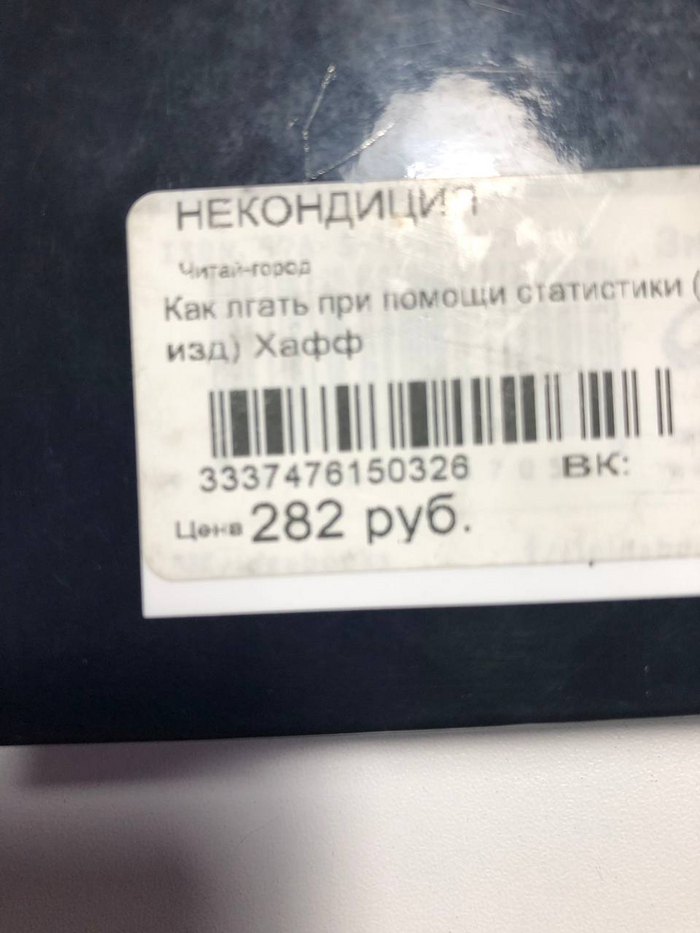 НЕКОНДИЦИЯ
Читай-город
Как лгать при помощи статистики (
изд) Хафф
3337476150326
ВК:
Цена 282 руб.